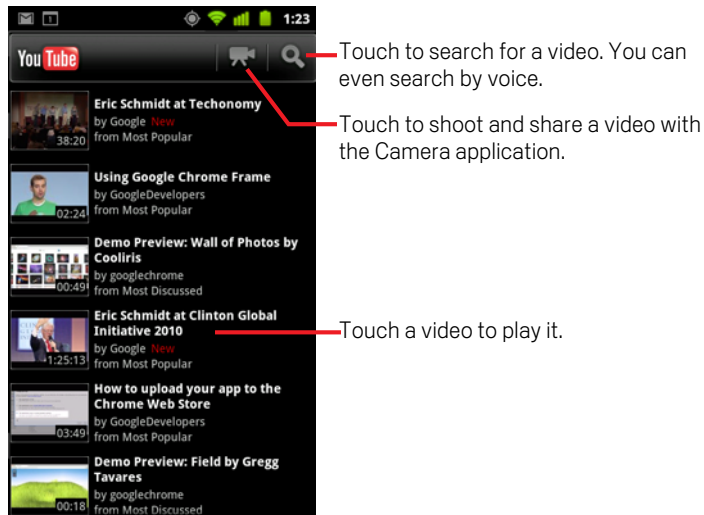 1:23
You Tube
Touch to search for a video. You can
even search by voice.
Touch to shoot and share a video with
the Camera application.
Eric Schmidt at Techonomy
by Google New
from Most Popular
38:20
Using Google Chrome Frame
by GoogleDevelopers
from Most Popular
02:24
Demo Preview: Wall of Photos by
Cooliris
by googlechrome
from Most Discussed
00:49
Eric Schmidt at Clinton Global
Initiative 2010
by Google New
from Most Popular
1:25:13
Touch a video to play it.
How to upload your app to the
Chrome Web Store
by GoogleDevelopers
from Most Popular
03:49
Demo Preview: Field by Gregg
Tavares
by googlechrome
from Most Discussed
00:18